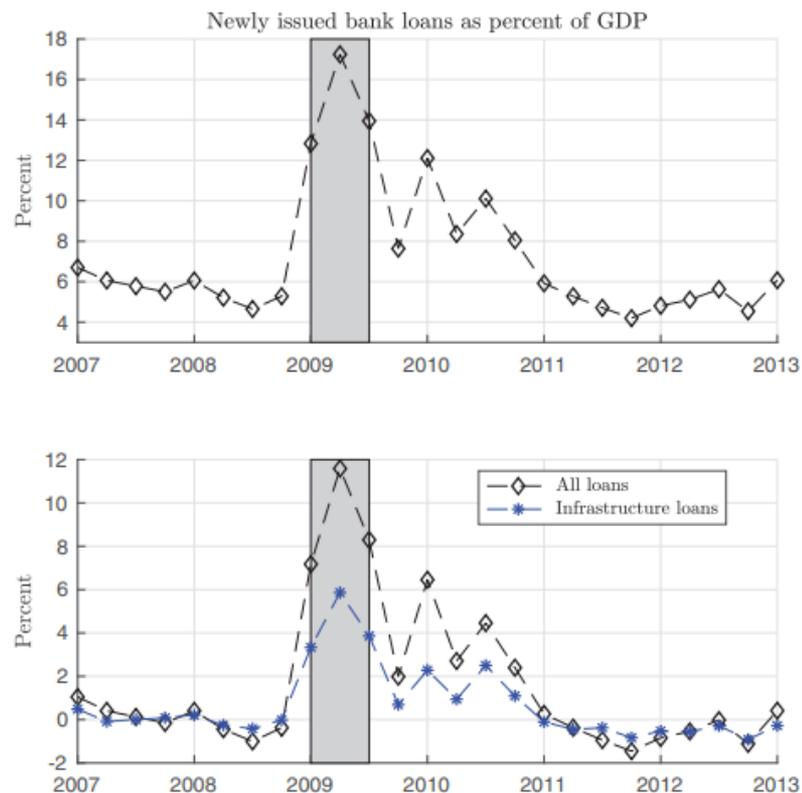 Newly issued bank loans as percent of GDP
18
16
14
12
10
8
6
4
Percent
2007 2008 2009 2010 2011 2012 2013
12
10
8
6
4
2
0
-2
Percent
All loans
Infrastructure loans
2007 2008 2009 2010 2011 2012 2013